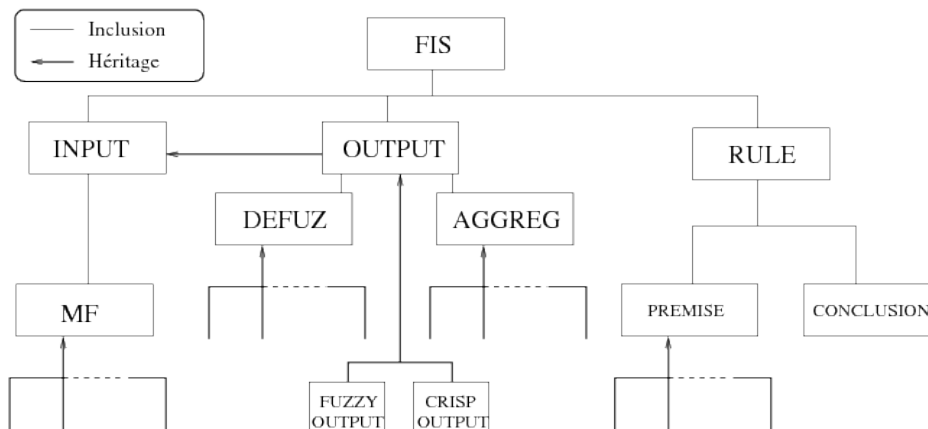 Inclusion
Héritage
FIS
INPUT
OUTPUT
RULE
DEFUZ
AGGREG
MF
PREMISE
CONCLUSION
FUZZY
OUTPUT
CRISP
OUTPUT